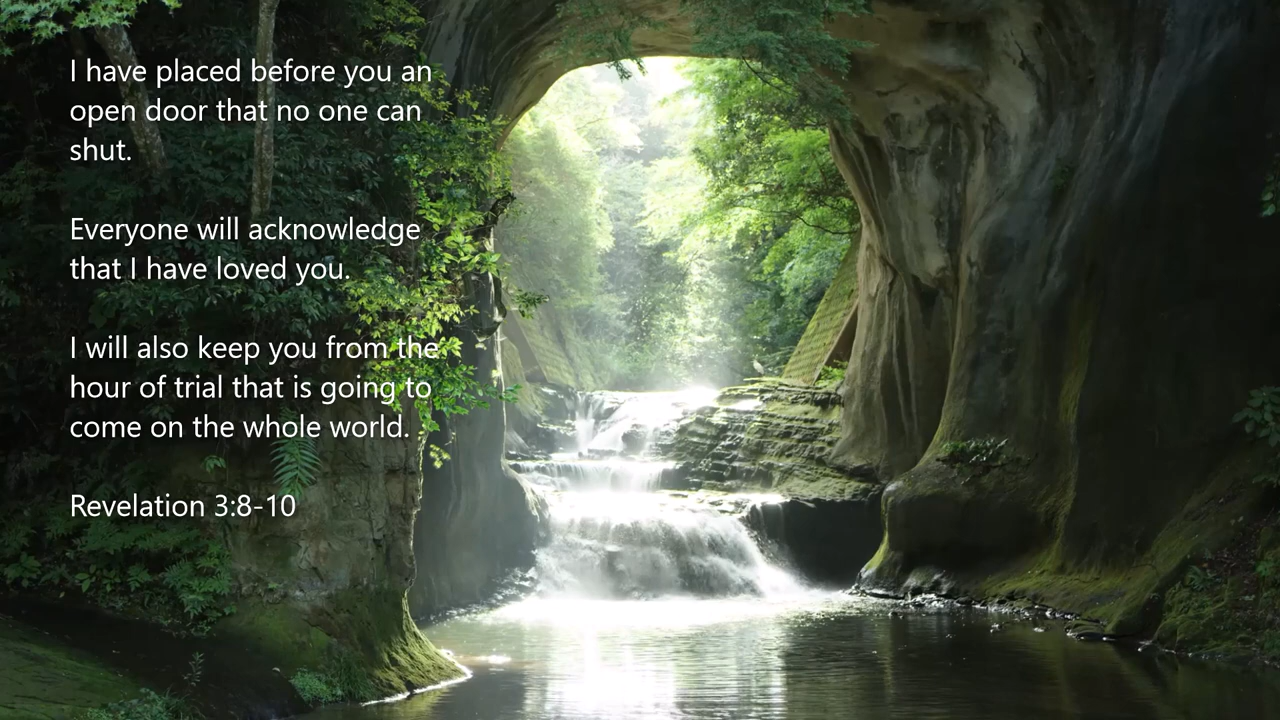 I have placed before you an
open door that no one can
shut.
Everyone will acknowledge
that I have loved you.
I will also keep you from the
hour of trial that is going to
come on the whole world.
Revelation 3:8-10